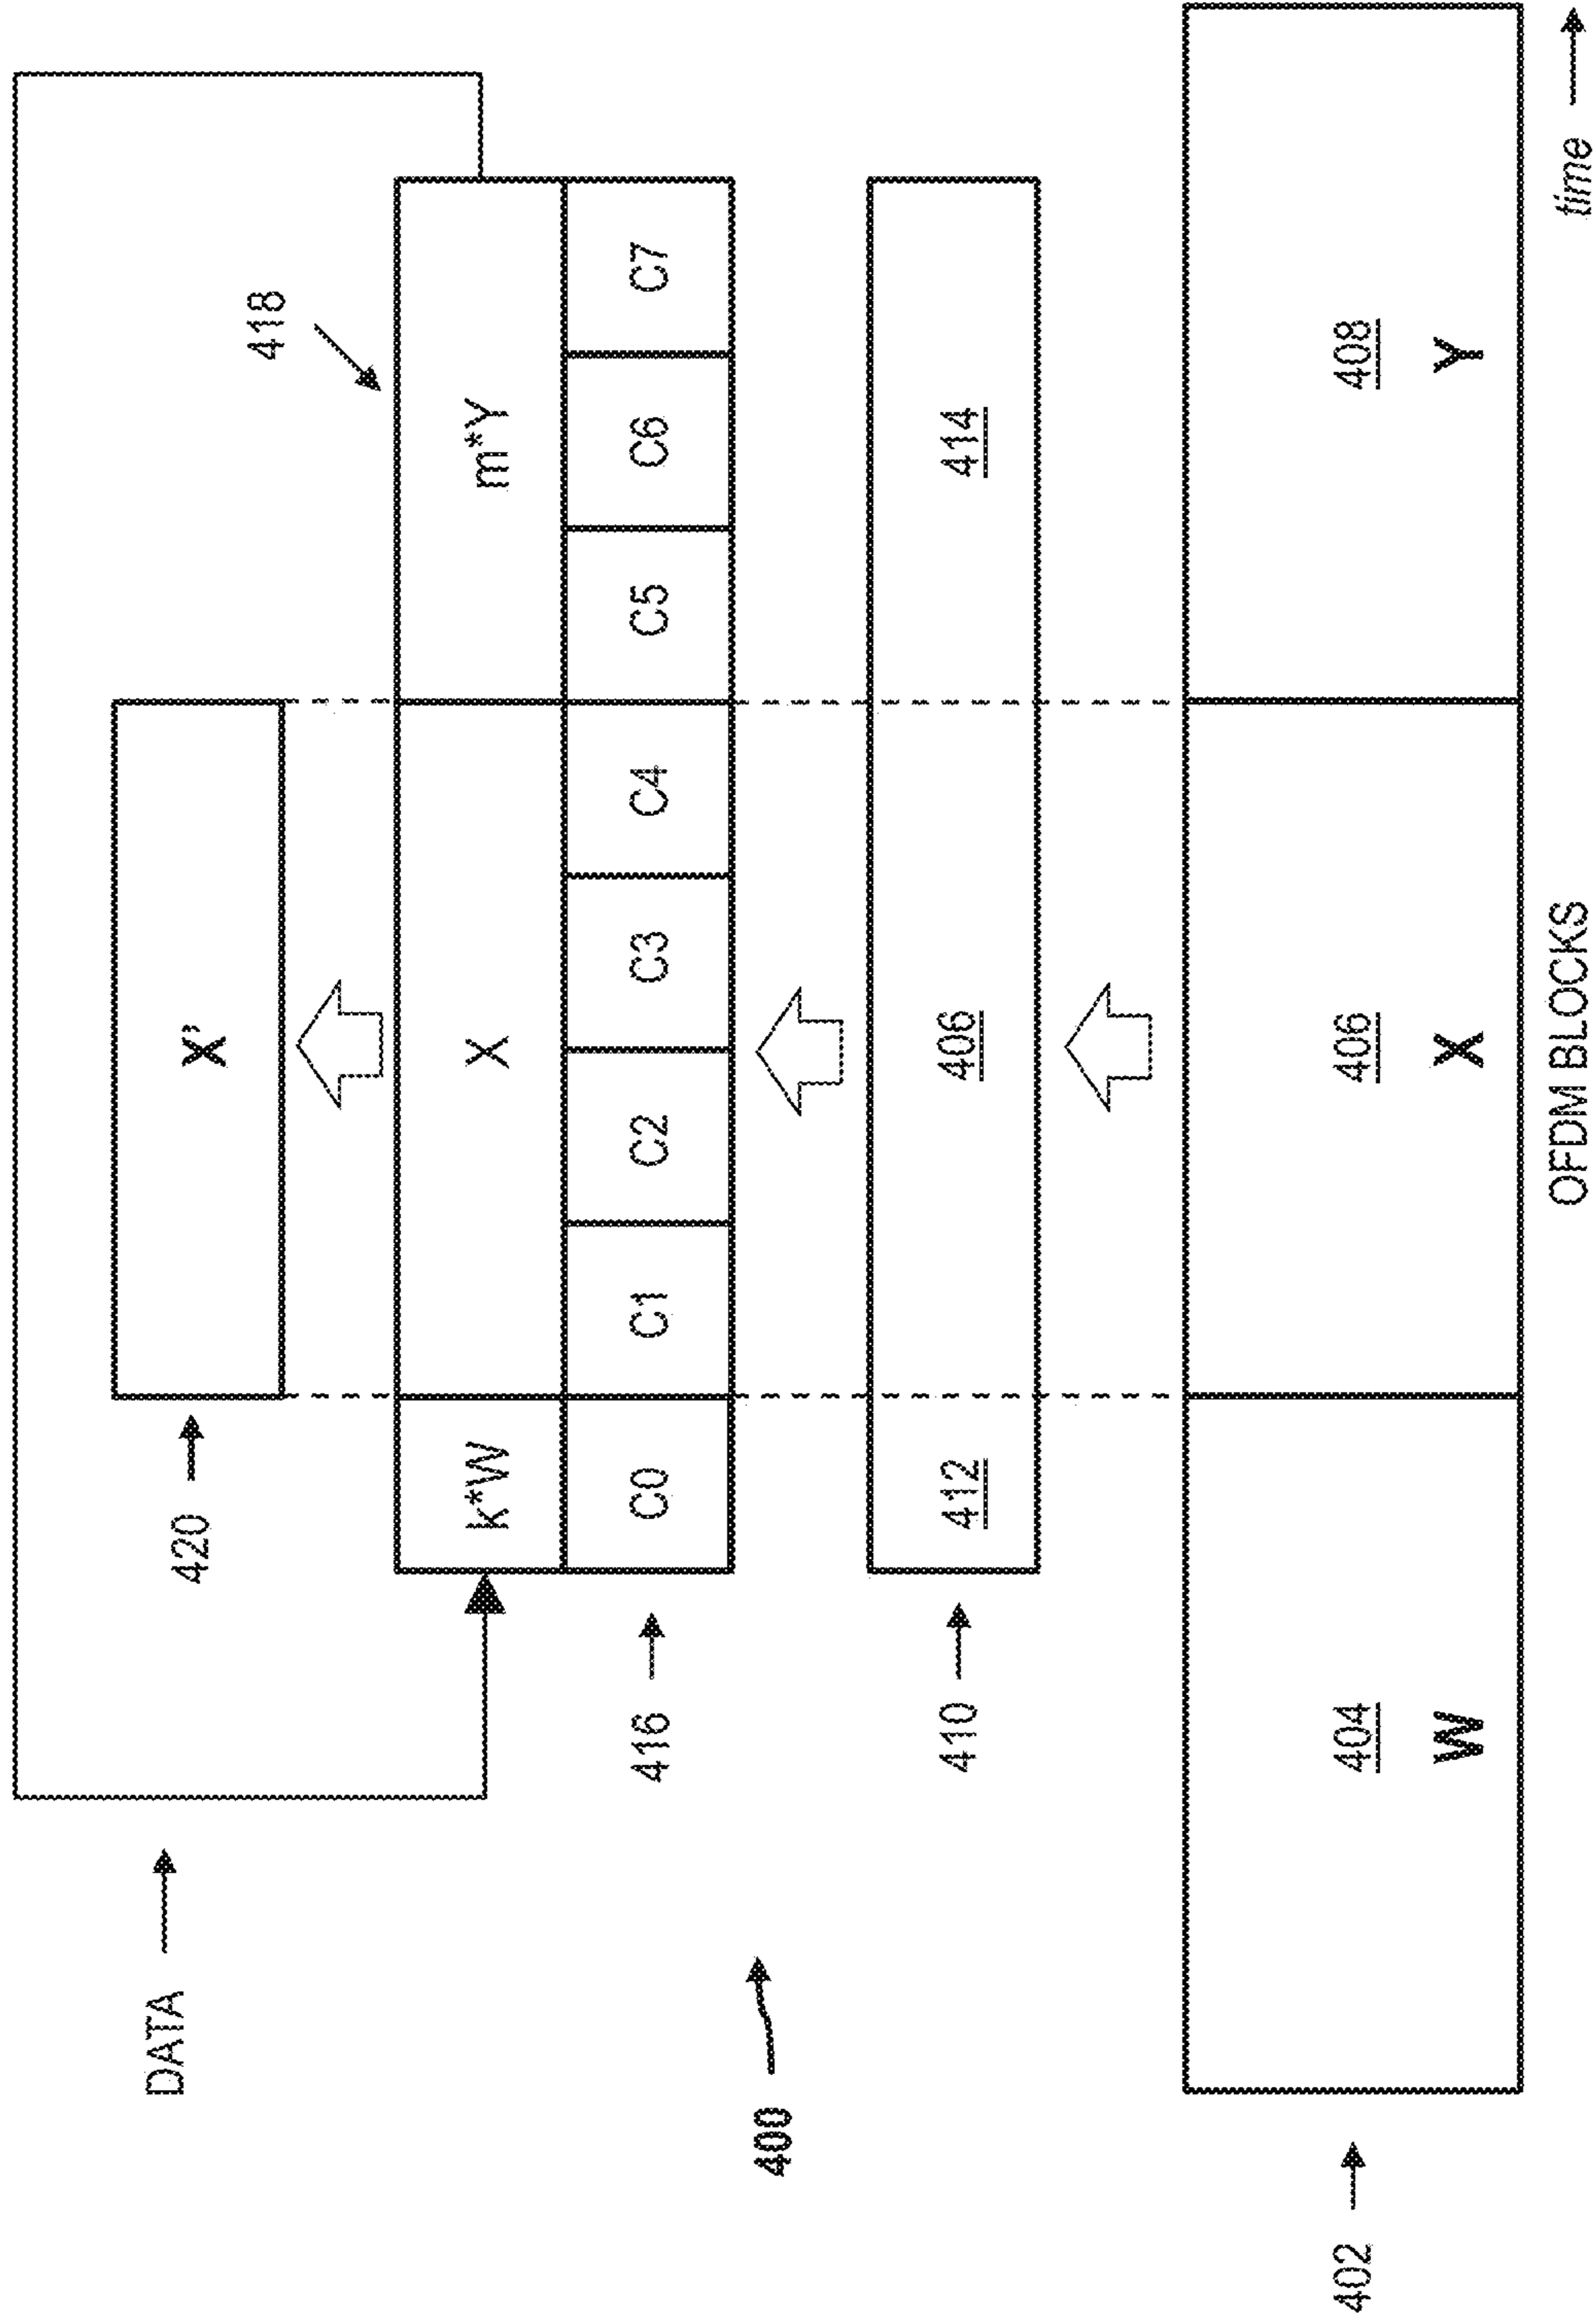 DATA
420
X'
418
k*W X m*Y
416 C0 C1 C2 C3 C4 C5 C6 C7
400
410 412 406 414
402 404 406 408
W X Y
OFDM BLOCKS
time